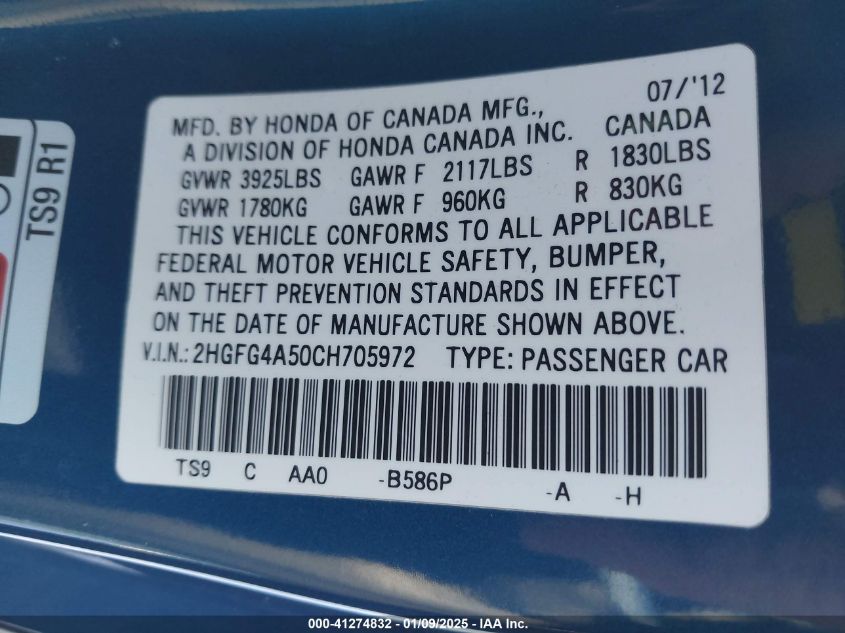 07/'12
MFD. BY HONDA OF CANADA MFG., CANADA
A DIVISION OF HONDA CANADA INC.
GVWR 3925LBS GAWR F 2117LBS R 1830LBS
GVWR 1780KG GAWR F 960KG R 830KG
THIS VEHICLE CONFORMS TO ALL APPLICABLE
FEDERAL MOTOR VEHICLE SAFETY, BUMPER,
AND THEFT PREVENTION STANDARDS IN EFFECT
ON THE DATE OF MANUFACTURE SHOWN ABOVE.
V.I.N.: 2HGFG4A50CH705972 TYPE: PASSENGER CAR
TS9 C AA0 -B586P -A -H
TS9 R1
000-41274832 - 01/09/2025 - IAA Inc.